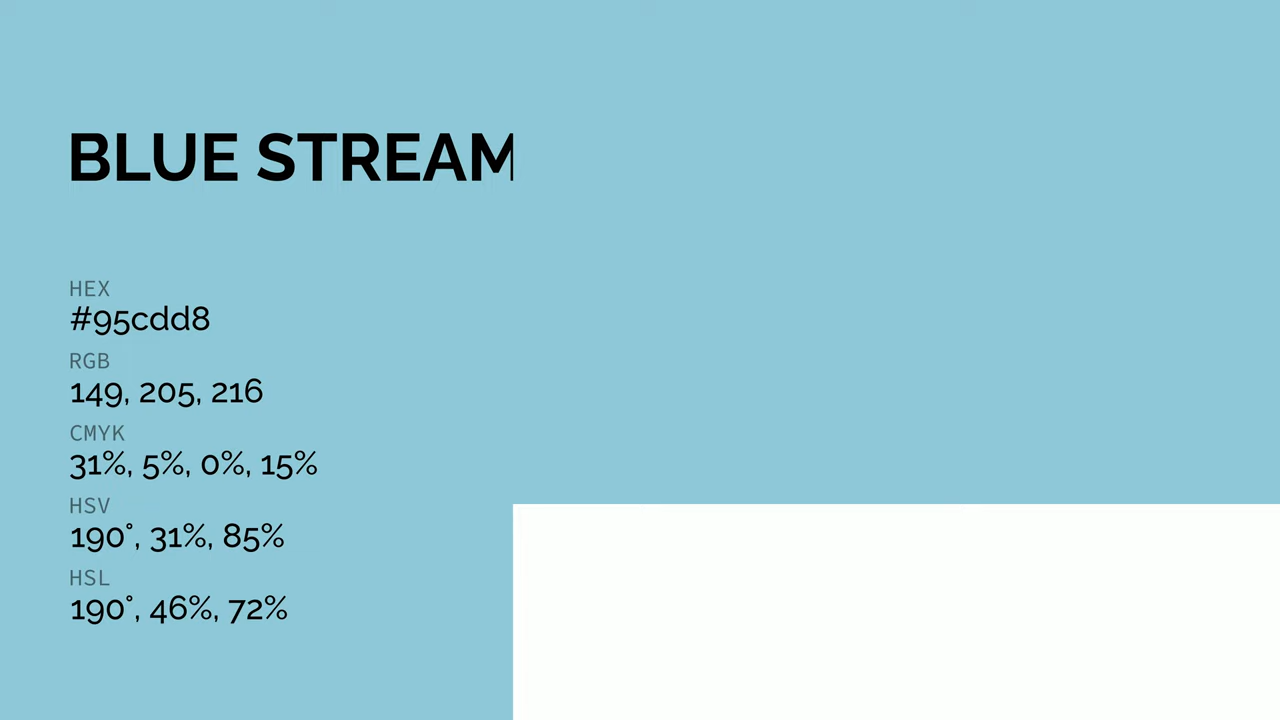 BLUE STREAM
HEX
#95cdd8
RGB
149, 205, 216
CMYK
31%, 5%, 0%, 15%
HSV
190°, 31%, 85%
HSL
190°, 46%, 72%